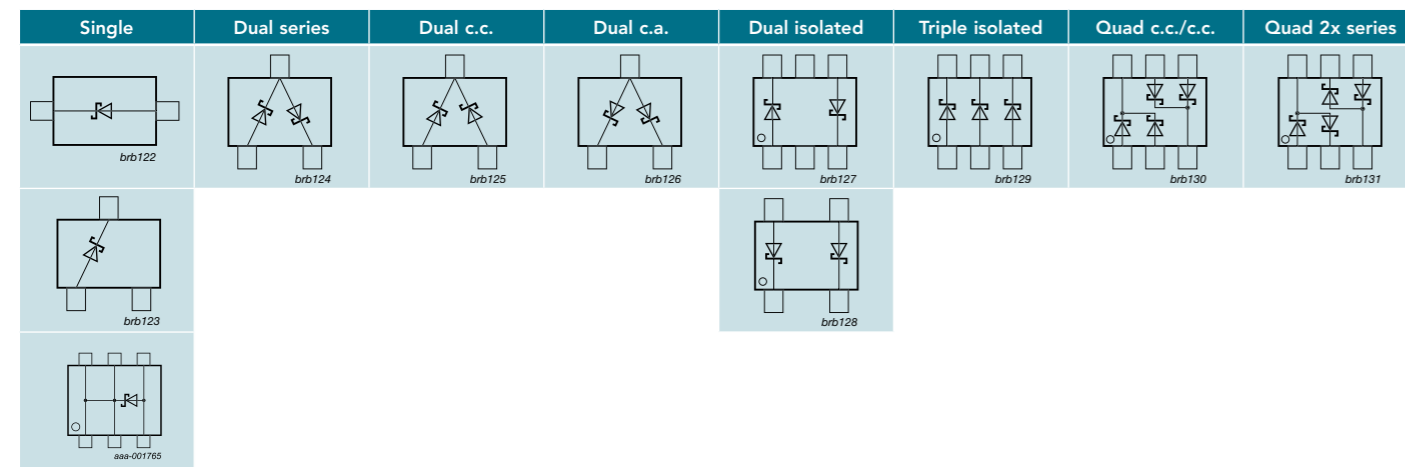 Single Dual series Dual c.c. Dual c.a. Dual isolated Triple isolated Quad c.c./c.c. Quad 2x series
brb122 brb124 brb125 brb126 brb127 brb129 brb130 brb131
brb123 brb128
aaa-001765